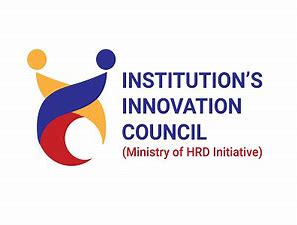 INSTITUTION'S
INNOVATION
COUNCIL
(Ministry of HRD Initiative)